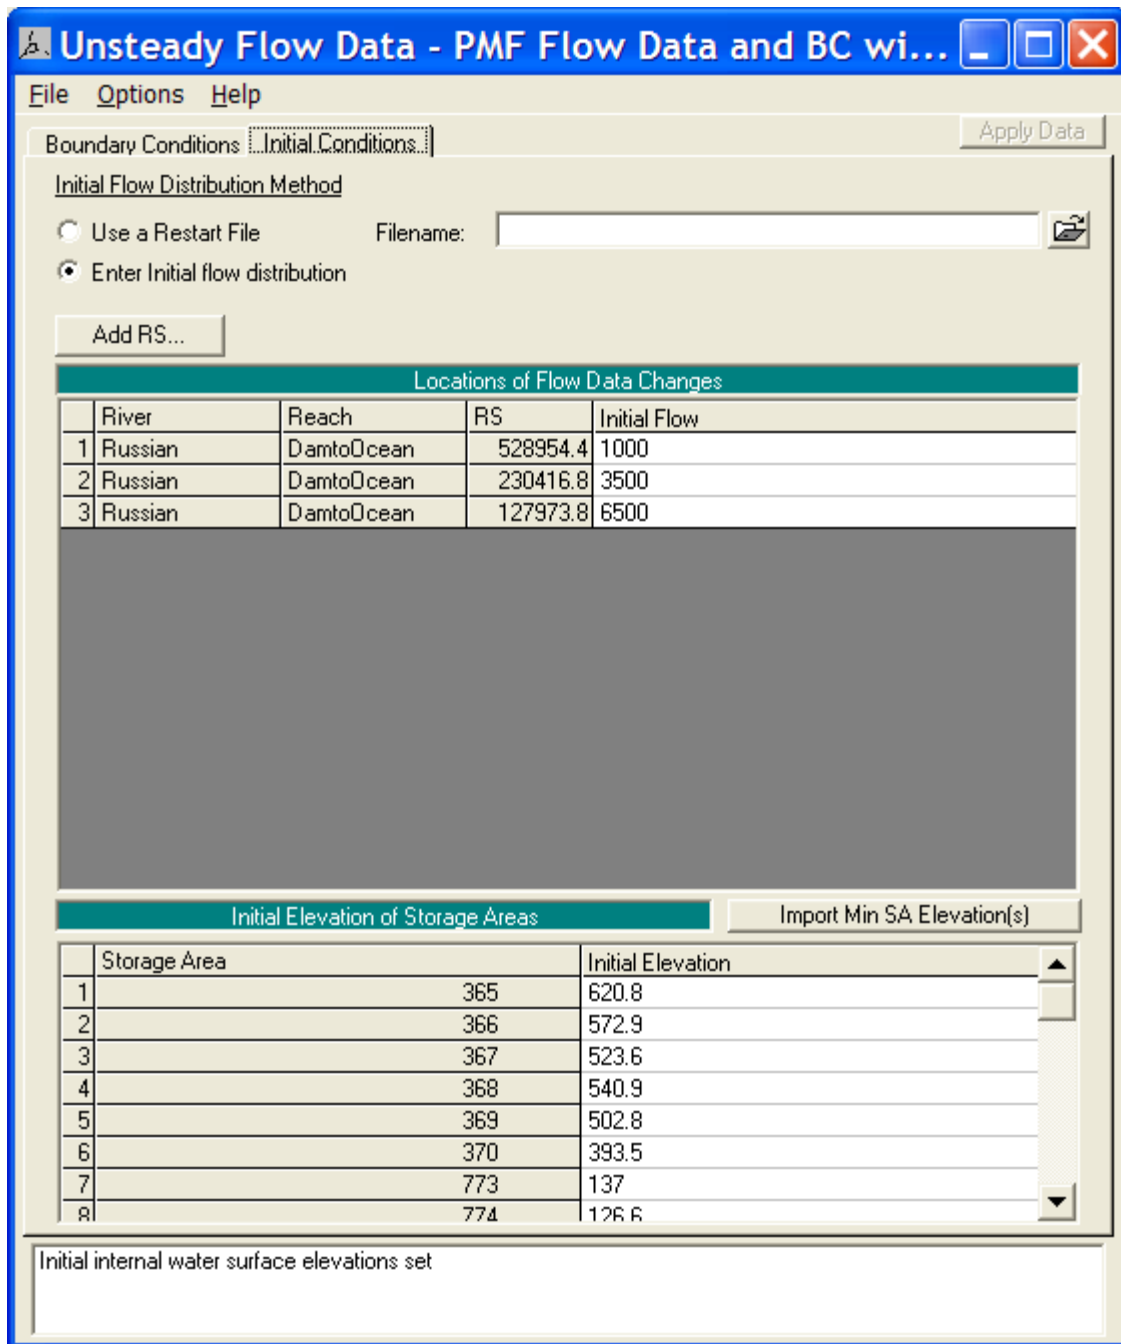 Unsteady Flow Data - PMF Flow Data and BC wi...
File Options Help
Boundary Conditions Initial Conditions Apply Data
Initial Flow Distribution Method
Use a Restart File Filename:
Enter Initial flow distribution
Add RS...
Locations of Flow Data Changes
River Reach RS Initial Flow
1 Russian DamtoOcean 528954.4 1000
2 Russian DamtoOcean 230416.8 3500
3 Russian DamtoOcean 127973.8 6500
Initial Elevation of Storage Areas Import Min SA Elevation(s)
Storage Area Initial Elevation
1 365 620.8
2 366 572.9
3 367 523.6
4 368 540.9
5 369 502.8
6 370 393.5
7 773 137
8 774 126.6
Initial internal water surface elevations set